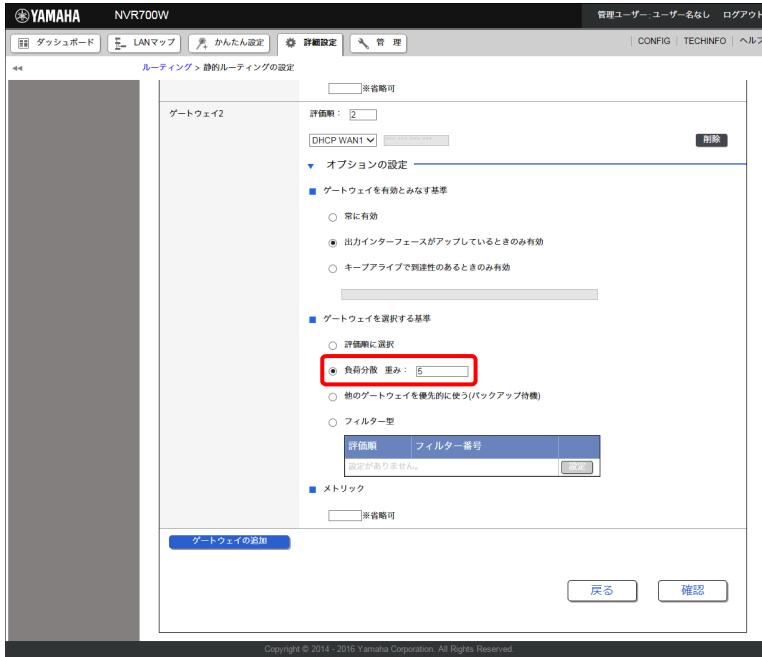 YAMAHA NVR700W 管理ユーザー: ユーザー名なし ログアウト
ダッシュボード LANマップ かんたん設定 詳細設定 管 理 CONFIG TECHINFO ヘルプ
ルーティング > 静的ルーティングの設定
※省略可
ゲートウェイ2 評価順： 2
DHCP WAN1 削除
オプションの設定
ゲートウェイを有効とみなす基準
常に有効
出力インターフェースがアップしているときのみ有効
キープアライブで到達性のあるときのみ有効
ゲートウェイを選択する基準
評価順に選択
負荷分散 重み： 5
他のゲートウェイを優先的に使う(バックアップ待機)
フィルター型
評価順 フィルター番号
設定がありません。 設定
メトリック
※省略可
ゲートウェイの追加
戻る 確認
Copyright © 2014 - 2016 Yamaha Corporation. All Rights Reserved.